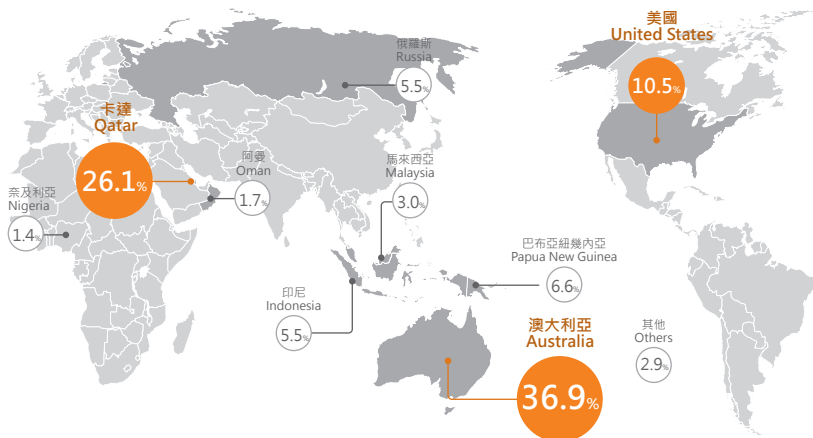 美國
United States
10.5%
俄羅斯
Russia
5.5%
卡達
Qatar
26.1%
阿曼
Oman
1.7%
馬來西亞
Malaysia
3.0%
奈及利亞
Nigeria
1.4%
巴布亞紐幾內亞
Papua New Guinea
6.6%
印尼
Indonesia
5.5%
澳大利亞
Australia
36.9%
其他
Others
2.9%